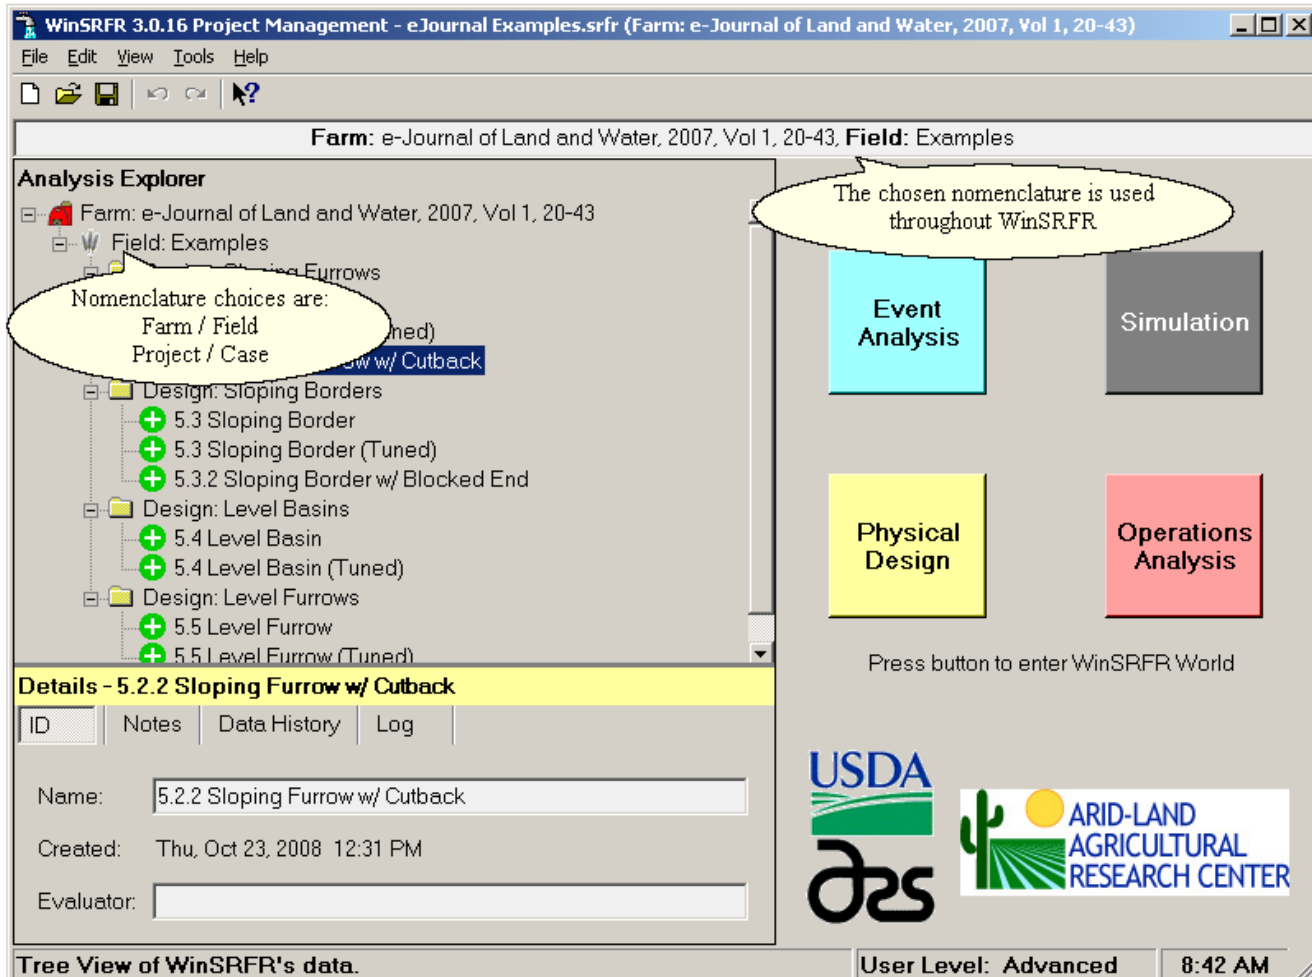 WinSRFR 3.0.16 Project Management - eJournal Examples.srfr (Farm: e-Journal of Land and Water, 2007, Vol 1, 20-43)
File Edit View Tools Help
Farm: e-Journal of Land and Water, 2007, Vol 1, 20-43, Field: Examples
Analysis Explorer
Farm: e-Journal of Land and Water, 2007, Vol 1, 20-43
Field: Examples
Furrows
Nomenclature choices are:
Farm / Field
Project / Case
w/ Cutback
Design: Sloping Borders
5.3 Sloping Border
5.3 Sloping Border (Tuned)
5.3.2 Sloping Border w/ Blocked End
Design: Level Basins
5.4 Level Basin
5.4 Level Basin (Tuned)
Design: Level Furrows
5.5 Level Furrow
5.5 Level Furrow (Tuned)
The chosen nomenclature is used
throughout WinSRFR
Event
Analysis
Simulation
Physical
Design
Operations
Analysis
Press button to enter WinSRFR World
Details - 5.2.2 Sloping Furrow w/ Cutback
ID Notes Data History Log
Name: 5.2.2 Sloping Furrow w/ Cutback
Created: Thu, Oct 23, 2008 12:31 PM
Evaluator:
USDA
ars
ARID-LAND
AGRICULTURAL
RESEARCH CENTER
Tree View of WinSRFR's data.
User Level: Advanced
8:42 AM